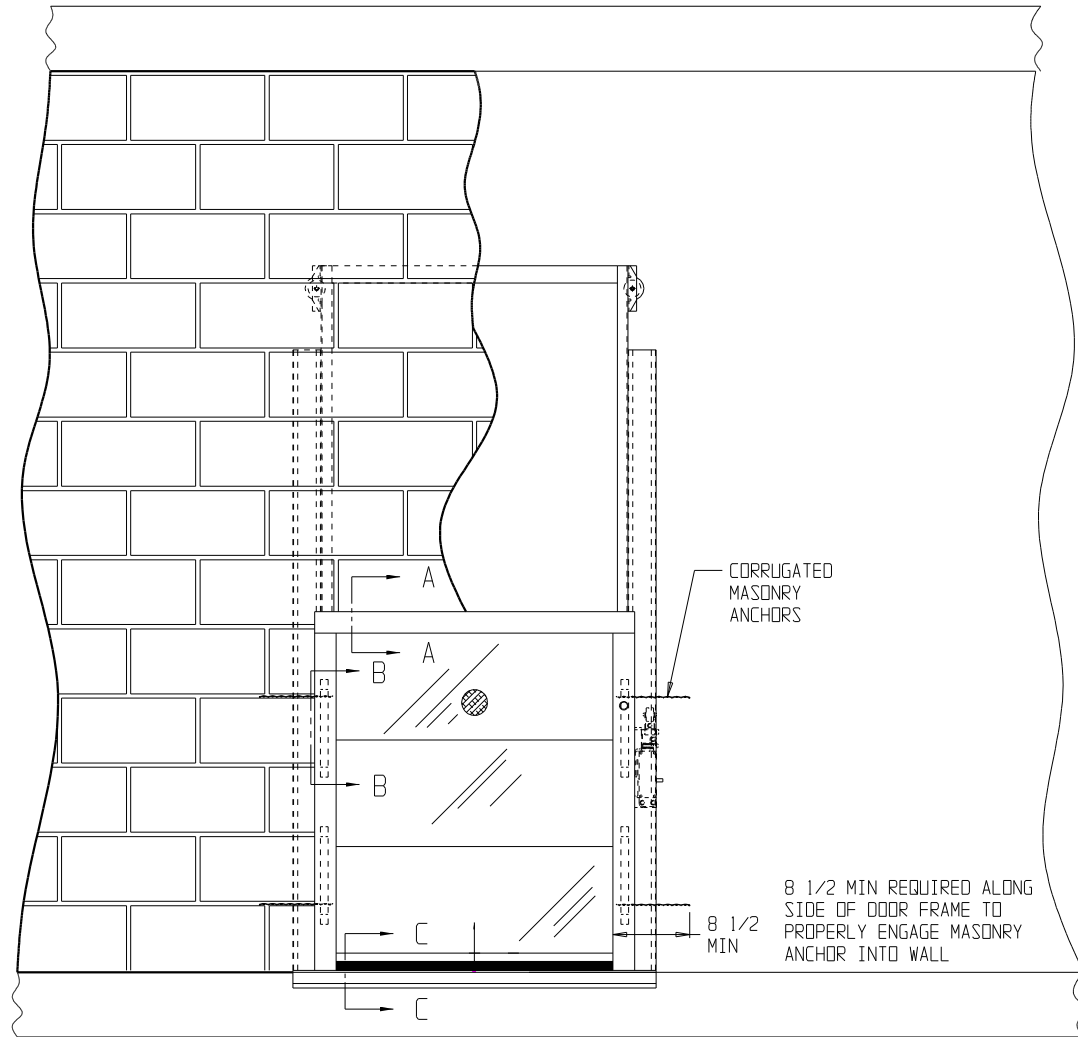 A
CORRUGATED
MASONRY
ANCHORS
A
B
B
8 1/2 MIN REQUIRED ALONG
SIDE OF DOOR FRAME TO
PROPERLY ENGAGE MASONRY
ANCHOR INTO WALL
8 1/2
MIN
C
C